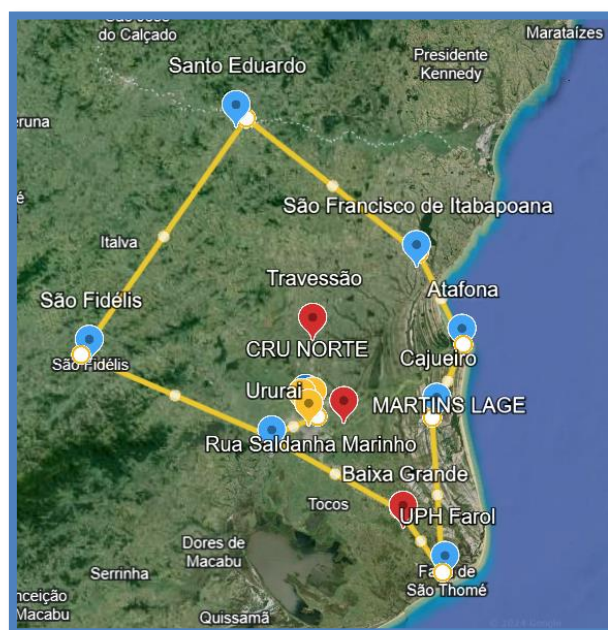 do Calçado
Marataízes
Presidente
Kennedy
Santo Eduardo
eruna
São Francisco de Itabapoana
Italva
Travessão
Atafona
São Fidélis
CRU NORTE
Cajueiro
São Fidélis
Ururai
MARTINS LAGE
Rua Saldanha Marinho
Baixa Grande
Tocos
UPH Farol
Dores de
Macabu
Serrinha
São Thomé
nceição
Macabu
Quissamã